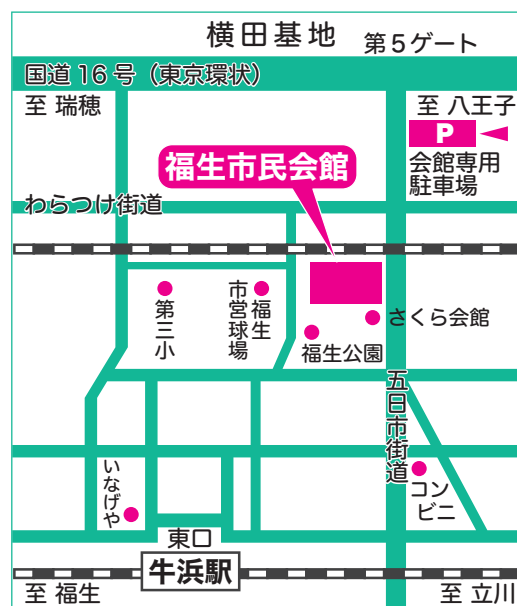 横田基地
第5ゲート
国道16号（東京環状）
至 瑞穂
至 八王子
P
会館専用
駐車場
福生市民会館
わらつけ街道
第三小
福生
市営球場
さくら会館
福生公園
五日市街道
いなげや
コン
ビニ
東口
牛浜駅
至 福生
至 立川